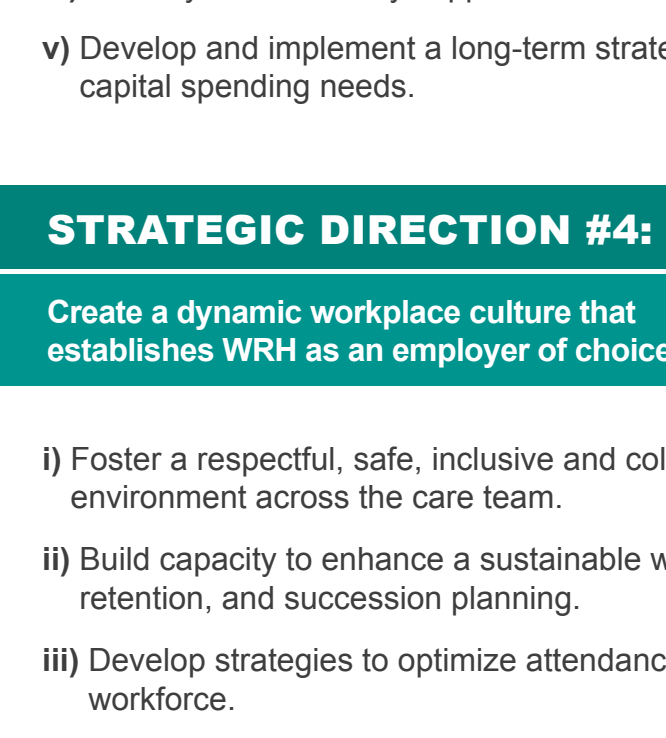 v) Develop and implement a long-term strate
capital spending needs.
STRATEGIC DIRECTION #4:
Create a dynamic workplace culture that
establishes WRH as an employer of choice
i) Foster a respectful, safe, inclusive and col
environment across the care team.
ii) Build capacity to enhance a sustainable w
retention, and succession planning.
iii) Develop strategies to optimize attendanc
workforce.